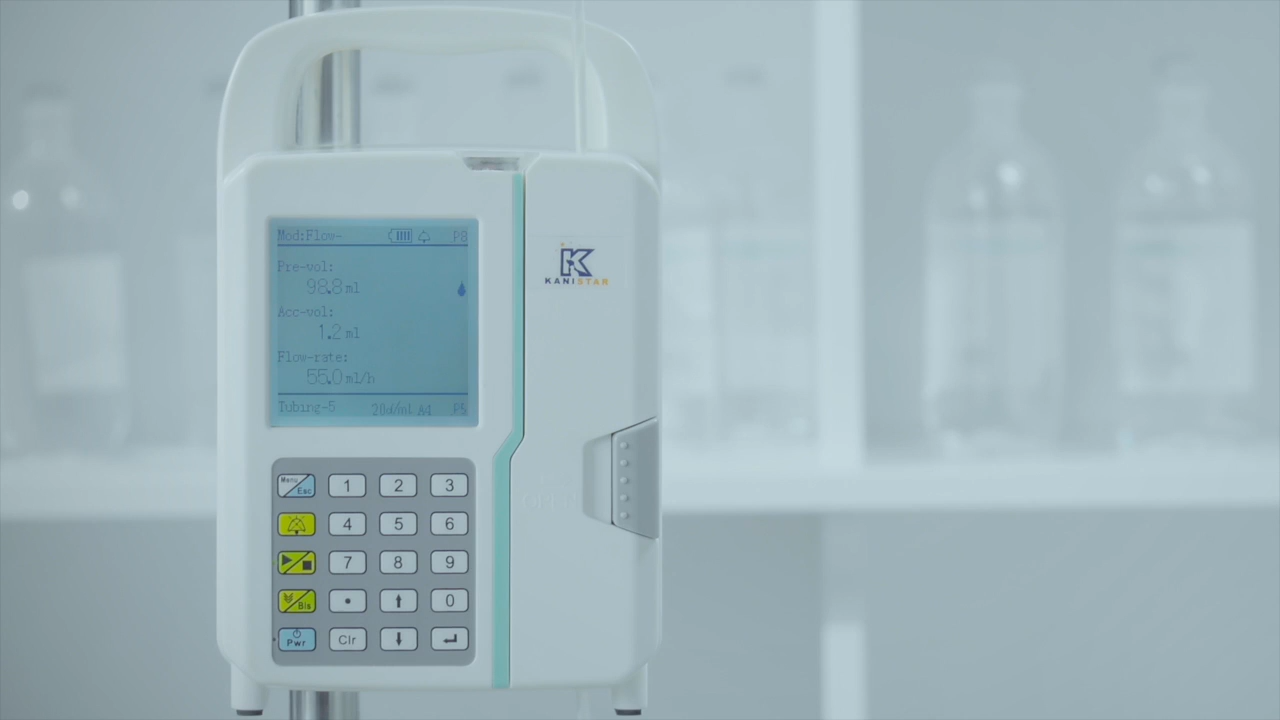 Mod:Flow- P8
Pre-vol:
98.8 ml
Acc-vol:
1.2 ml
Flow-rate:
55.0 ml/h
Tubing-5 20d/ml A4 P5
K
KANISTAR
OPEN
Menu Esc 1 2 3
4 5 6
7 8 9
Bls • ↑ 0
Pwr Clr ↓ ↵